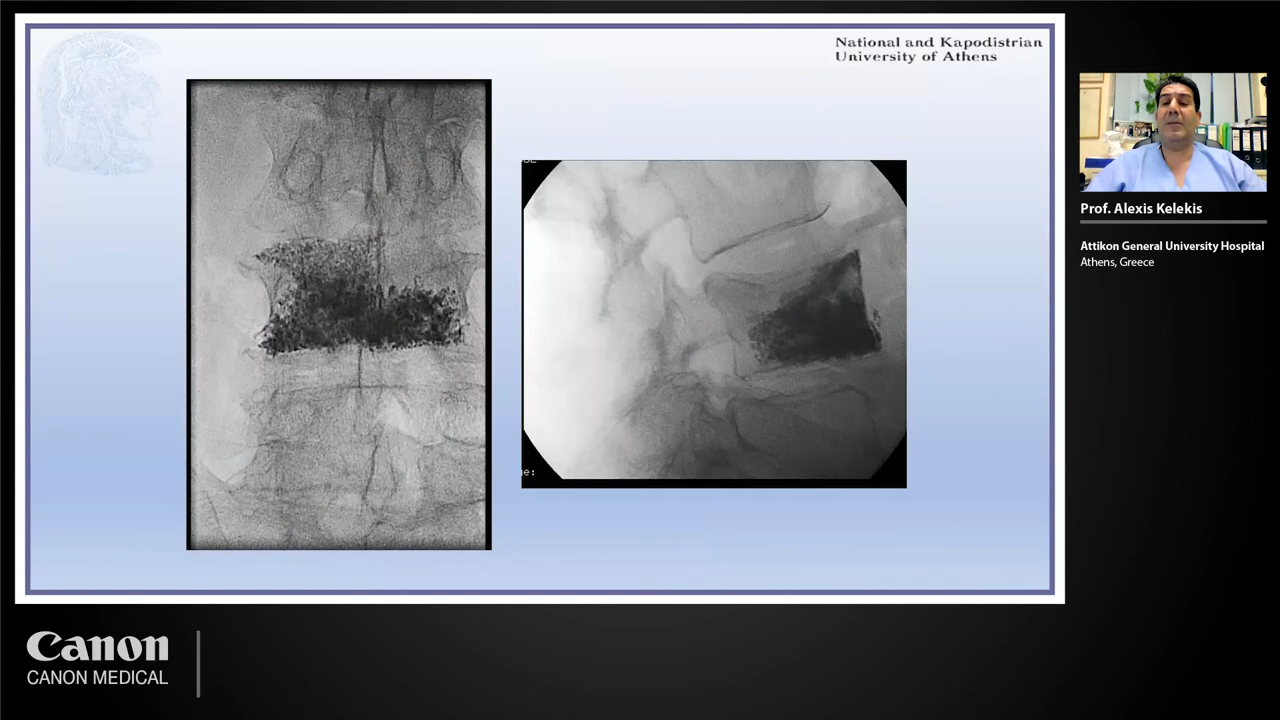 National and Kapodistrian
University of Athens
e:
Prof. Alexis Kelekis
Attikon General University Hospital
Athens, Greece
Canon
CANON MEDICAL